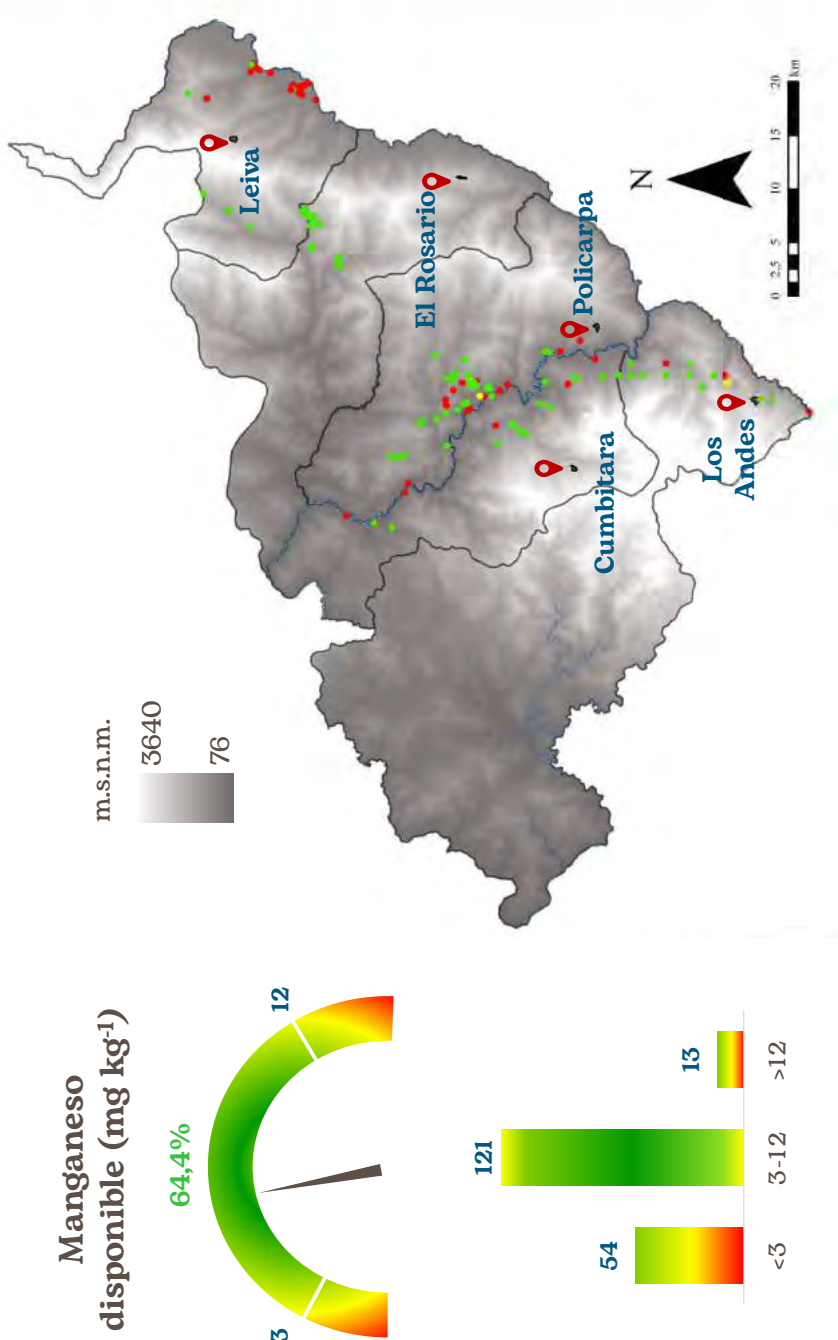 Manganeso
disponible (mg kg⁻¹)
64,4%
3
12
54
121
13
<3
3-12
>12
m.s.n.m.
3640
76
Leiva
El Rosario
Policarpa
Cumbitara
Los
Andes
N
0 2.5 5 10 15 20
km